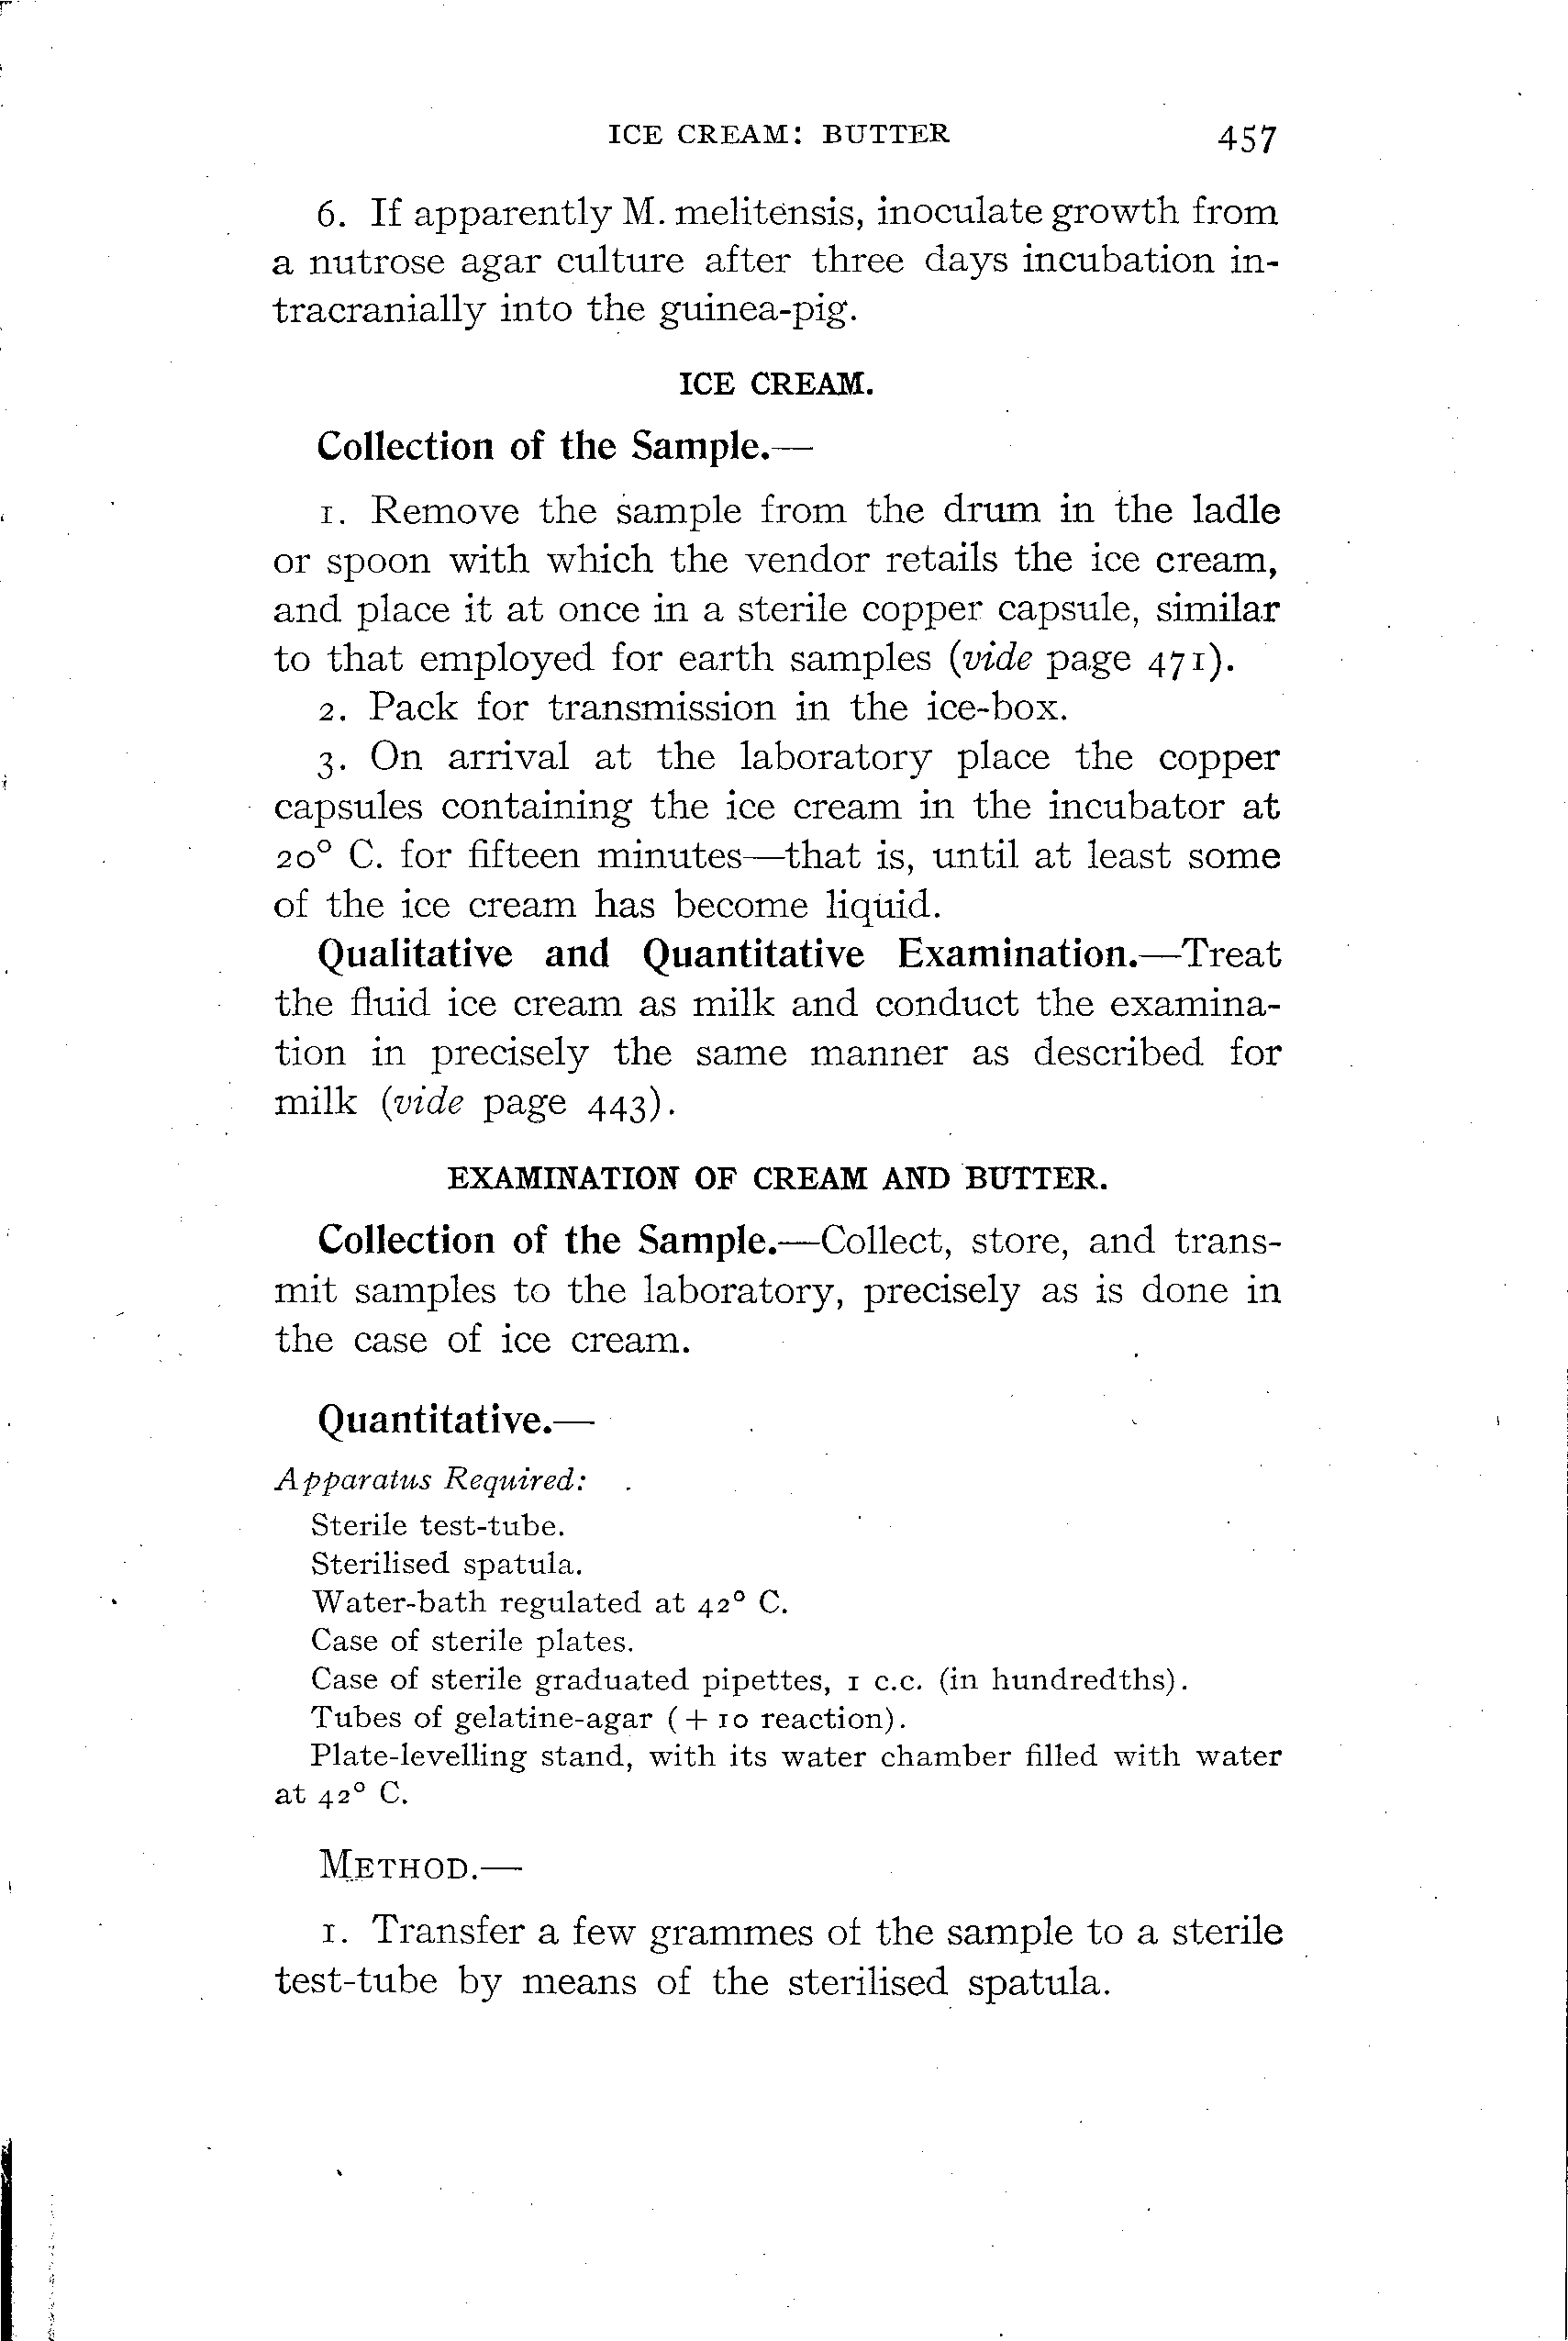 ICE CREAM: BUTTER 457
6. If apparently M. melitensis, inoculate growth from
a nutrose agar culture after three days incubation in-
tracranially into the guinea-pig.
ICE CREAM.
Collection of the Sample.—
1. Remove the sample from the drum in the ladle
or spoon with which the vendor retails the ice cream,
and place it at once in a sterile copper capsule, similar
to that employed for earth samples (vide page 471).
2. Pack for transmission in the ice-box.
3. On arrival at the laboratory place the copper
capsules containing the ice cream in the incubator at
20° C. for fifteen minutes—that is, until at least some
of the ice cream has become liquid.
Qualitative and Quantitative Examination.—Treat
the fluid ice cream as milk and conduct the examina-
tion in precisely the same manner as described for
milk (vide page 443).
EXAMINATION OF CREAM AND BUTTER.
Collection of the Sample.—Collect, store, and trans-
mit samples to the laboratory, precisely as is done in
the case of ice cream.
Quantitative.—
Apparatus Required:
Sterile test-tube.
Sterilised spatula.
Water-bath regulated at 42° C.
Case of sterile plates.
Case of sterile graduated pipettes, 1 c.c. (in hundredths).
Tubes of gelatine-agar (+ 10 reaction).
Plate-levelling stand, with its water chamber filled with water
at 42° C.
METHOD.—
1. Transfer a few grammes of the sample to a sterile
test-tube by means of the sterilised spatula.